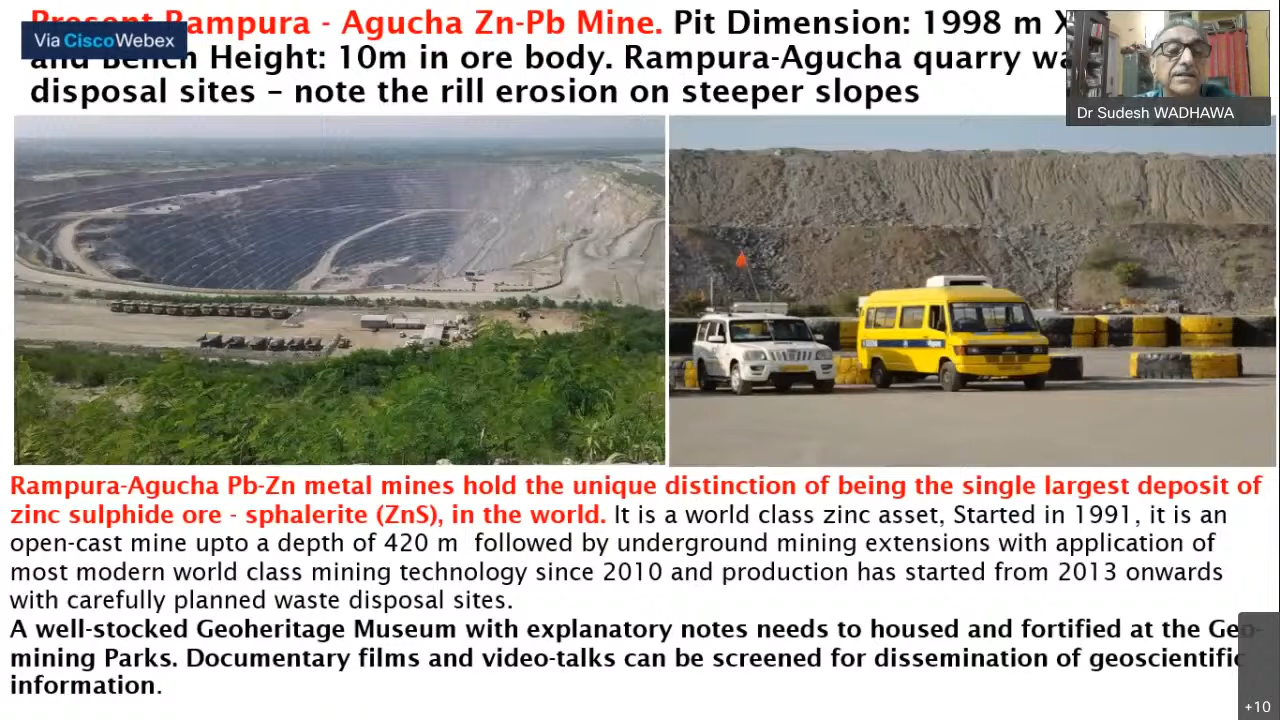 Present Rampura - Agucha Zn-Pb Mine. Pit Dimension: 1998 m X
and Bench Height: 10m in ore body. Rampura-Agucha quarry
disposal sites – note the rill erosion on steeper slopes
Via CiscoWebex
Dr Sudesh WADHAWA
Rampura-Agucha Pb-Zn metal mines hold the unique distinction of being the single largest deposit of
zinc sulphide ore - sphalerite (ZnS), in the world. It is a world class zinc asset, Started in 1991, it is an
open-cast mine upto a depth of 420 m followed by underground mining extensions with application of
most modern world class mining technology since 2010 and production has started from 2013 onwards
with carefully planned waste disposal sites.
A well-stocked Geoheritage Museum with explanatory notes needs to housed and fortified at the Geo-
mining Parks. Documentary films and video-talks can be screened for dissemination of geoscientific
information.
+10